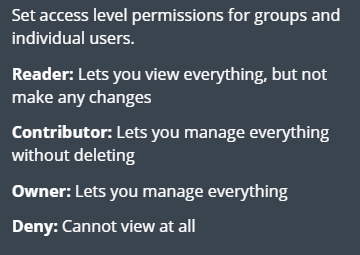 Set access level permissions for groups and
individual users.
Reader: Lets you view everything, but not
make any changes
Contributor: Lets you manage everything
without deleting
Owner: Lets you manage everything
Deny: Cannot view at all